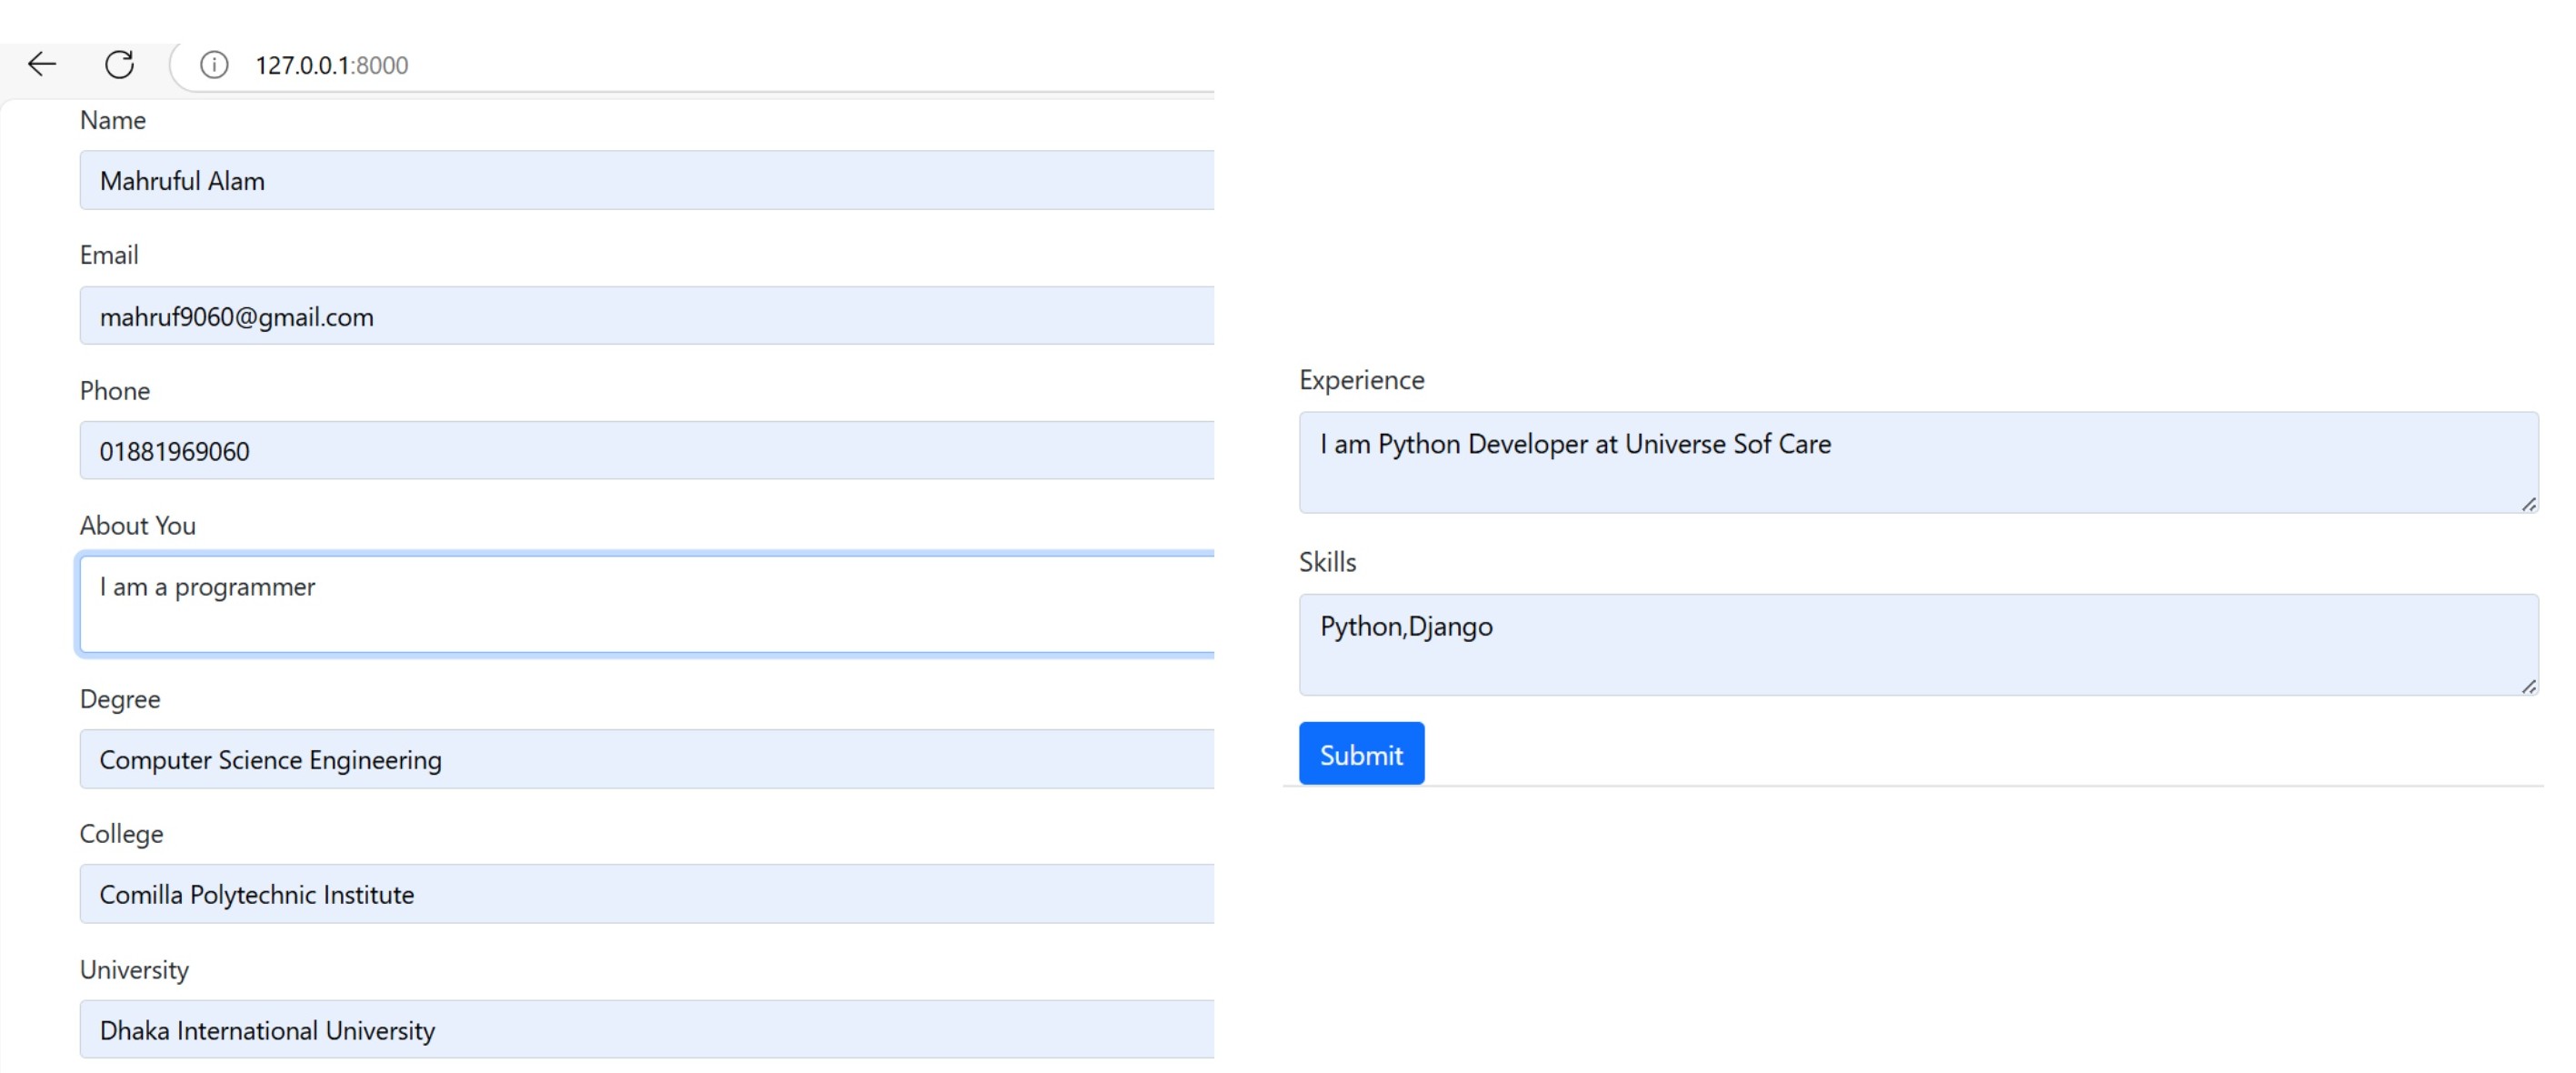 127.0.0.1:8000
Name
Mahruful Alam
Email
mahruf9060@gmail.com
Phone
01881969060
About You
I am a programmer
Degree
Computer Science Engineering
College
Comilla Polytechnic Institute
University
Dhaka International University
Experience
I am Python Developer at Universe Sof Care
Skills
Python,Django
Submit